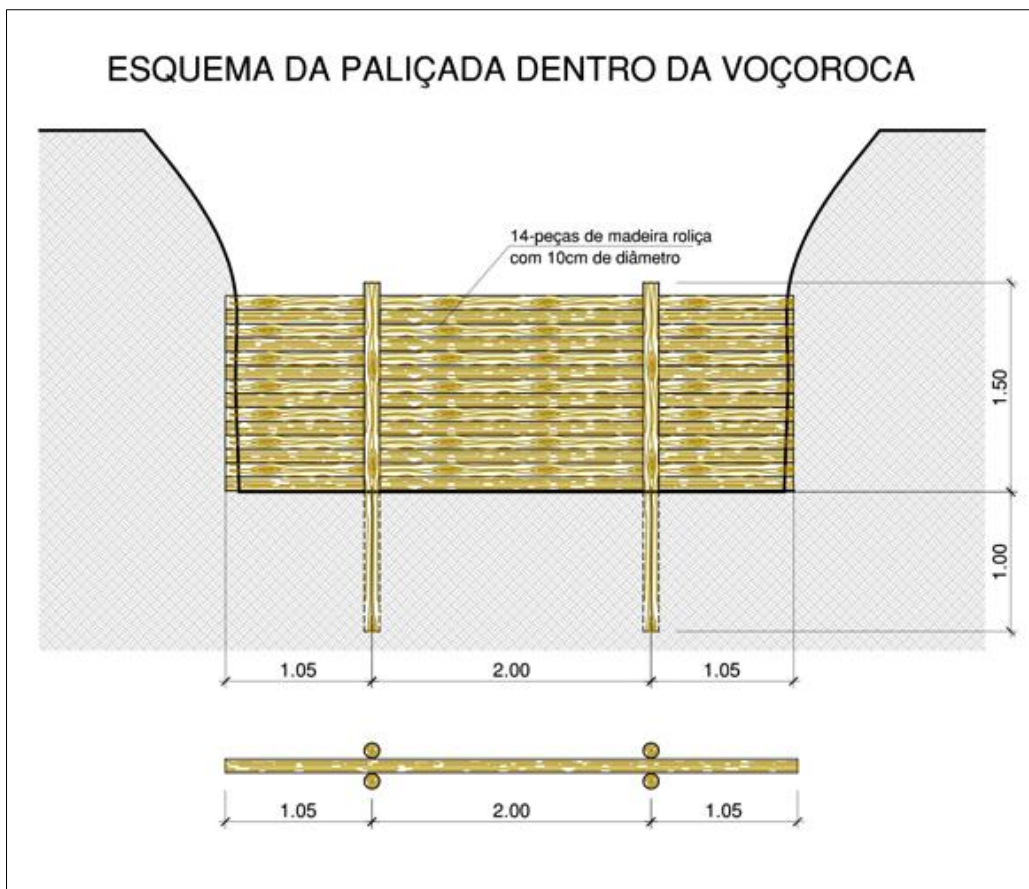 ESQUEMA DA PALIÇADA DENTRO DA VOÇOROCA
14-peças de madeira roliça
com 10cm de diâmetro
1.50
1.00
1.05
2.00
1.05
1.05
2.00
1.05